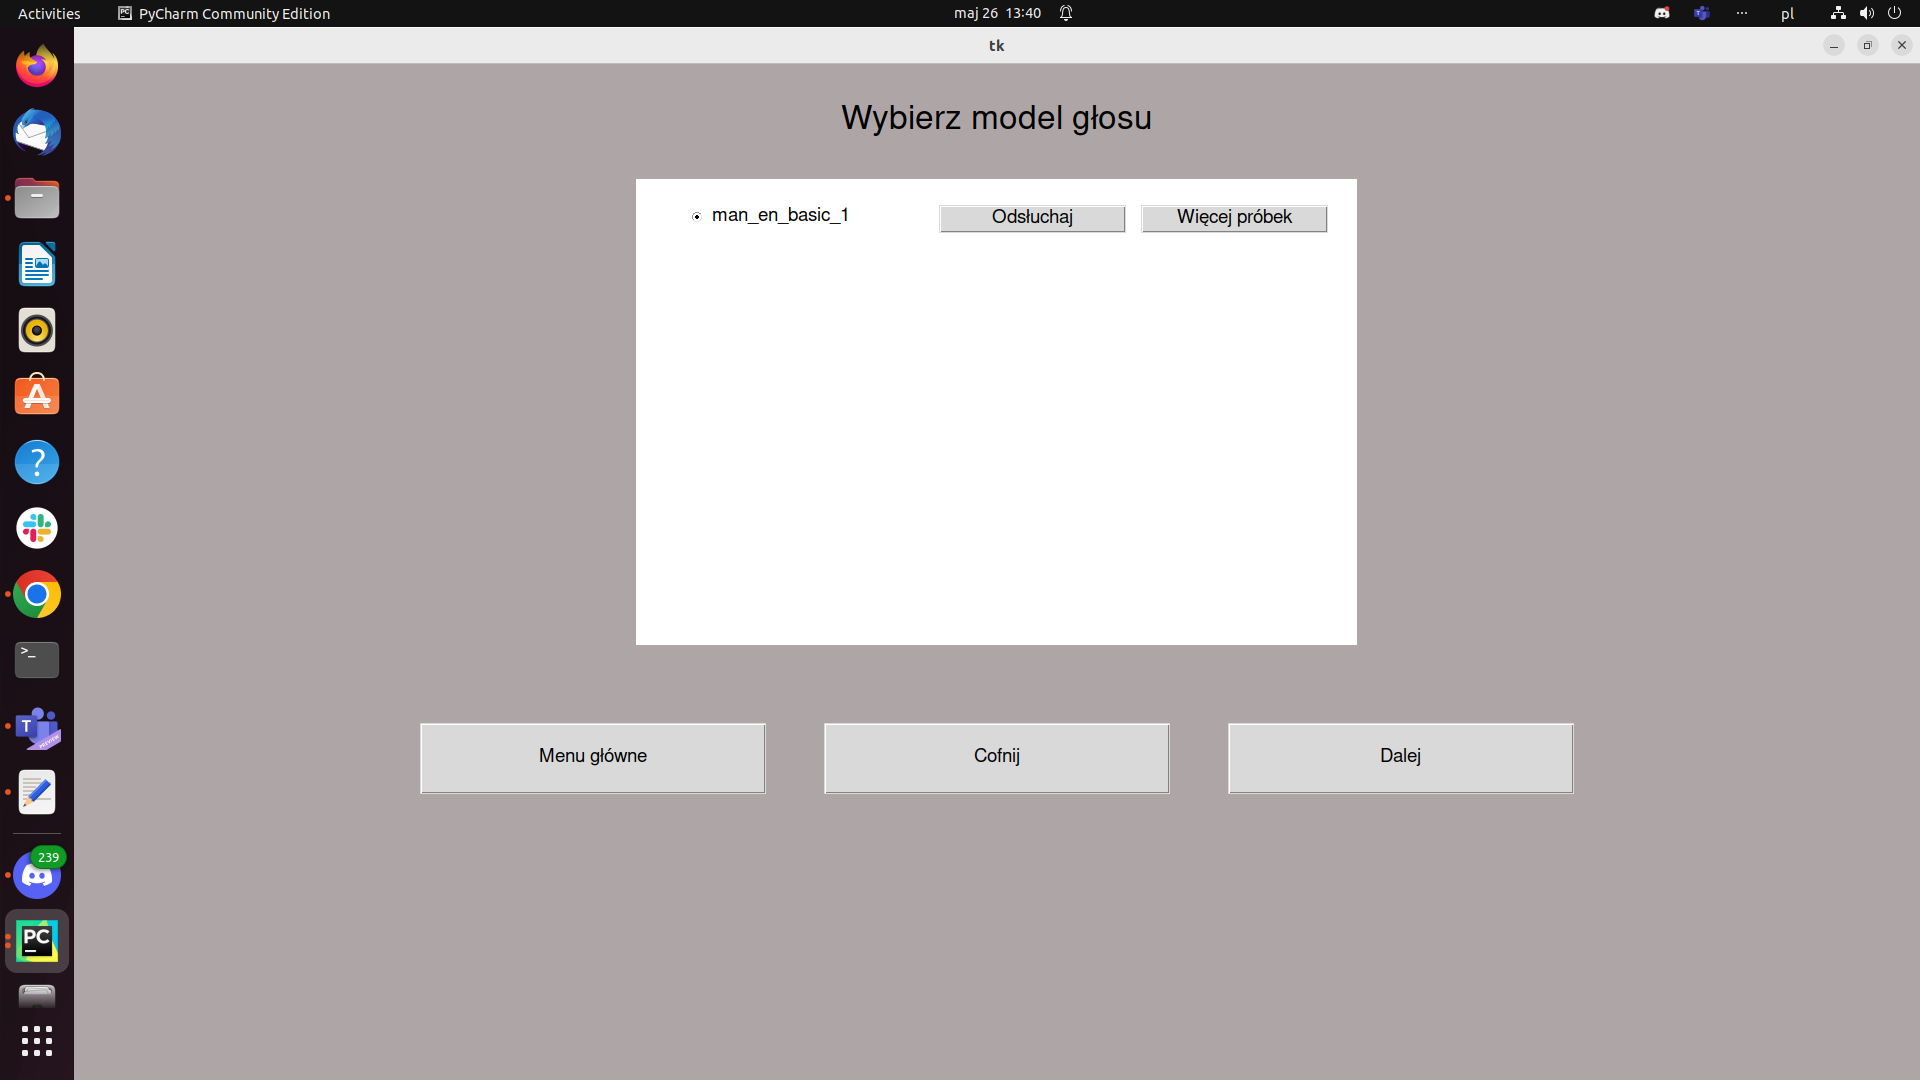 Activities PyCharm Community Edition maj 26 13:40 pl
tk
Wybierz model głosu
man_en_basic_1 Odsłuchaj Więcej próbek
Menu główne Cofnij Dalej
239
PC